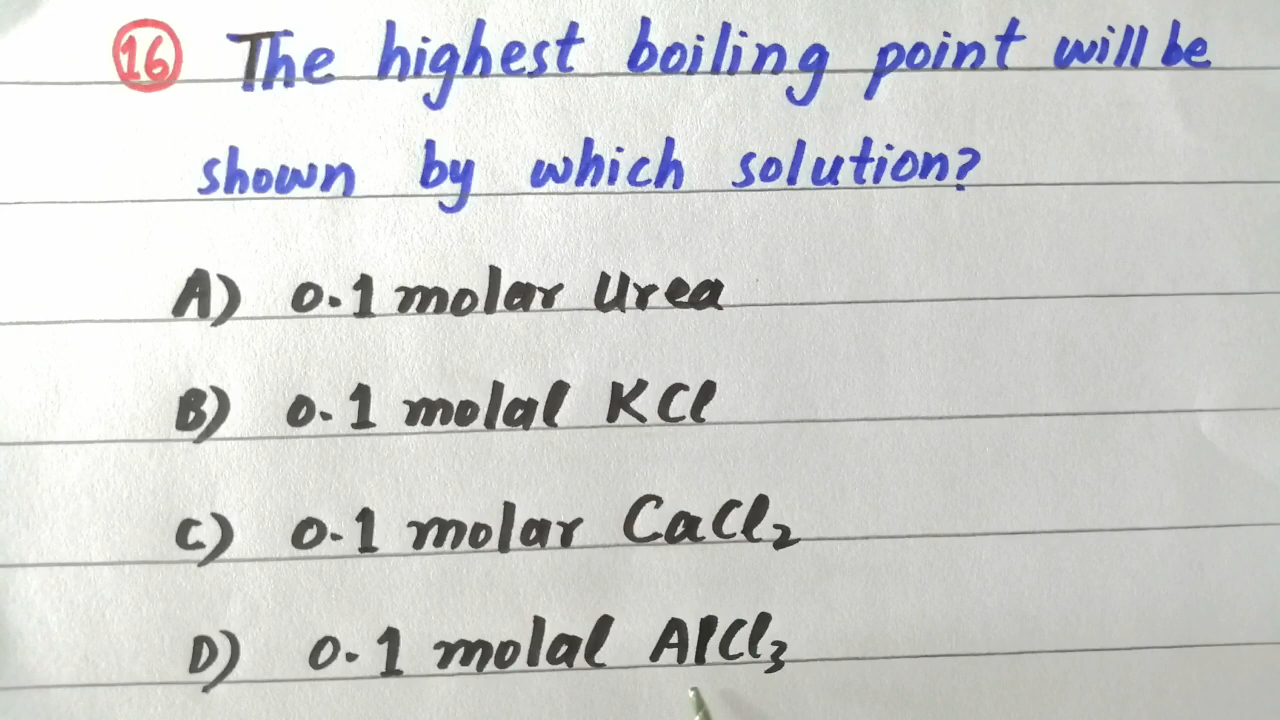 16 The highest boiling point will be
shown by which solution?
A) 0.1 molar Urea
B) 0.1 molal KCl
C) 0.1 molar CaCl₂
D) 0.1 molal AlCl₃